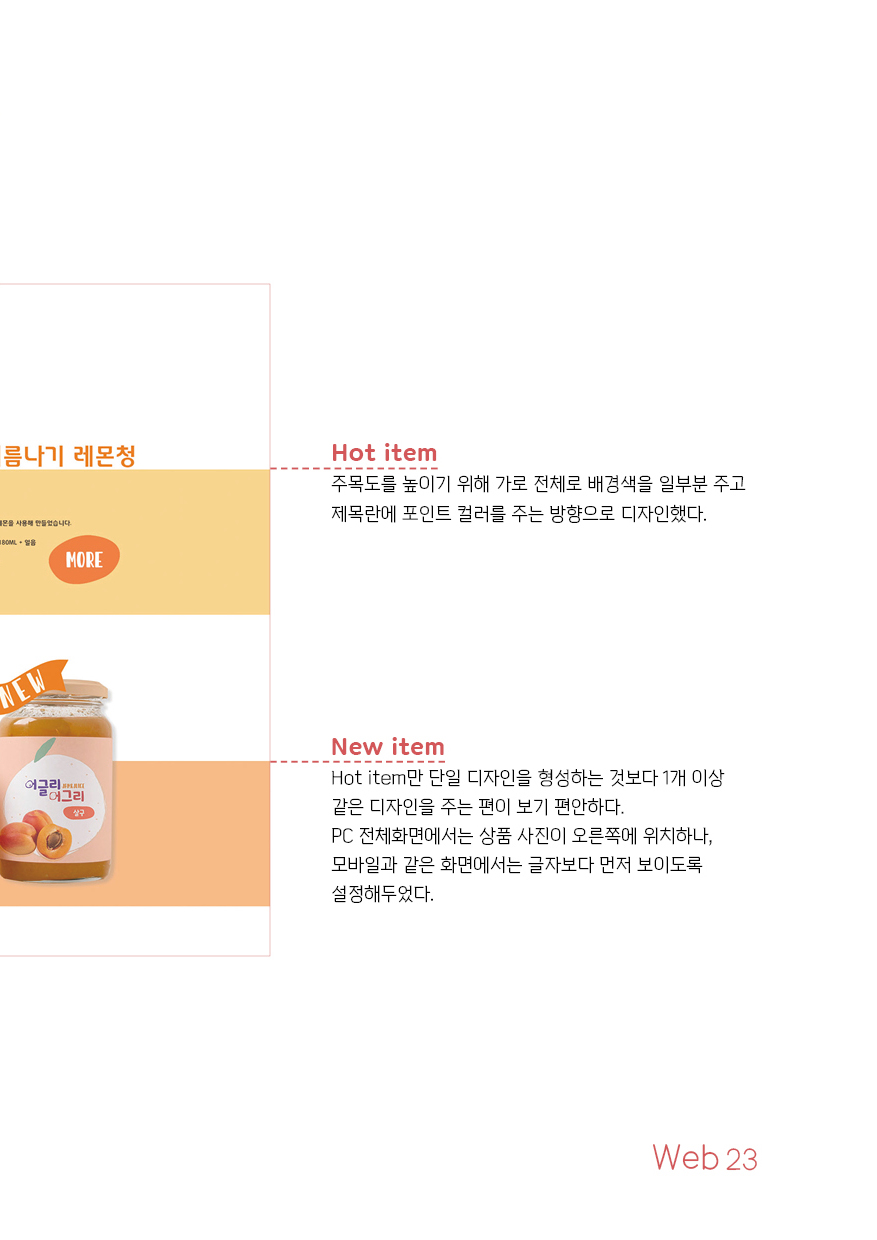 름나기 레몬청
Hot item
주목도를 높이기 위해 가로 전체로 배경색을 일부분 주고
제목란에 포인트 컬러를 주는 방향으로 디자인했다.
사용해 만들었습니다.
180ML + 얼음
MORE
NEW
New item
Hot item만 단일 디자인을 형성하는 것보다 1개 이상
같은 디자인을 주는 편이 보기 편안하다.
PC 전체화면에서는 상품 사진이 오른쪽에 위치하나,
모바일과 같은 화면에서는 글자보다 먼저 보이도록
설정해두었다.
어글리
어그리
살구
Web 23